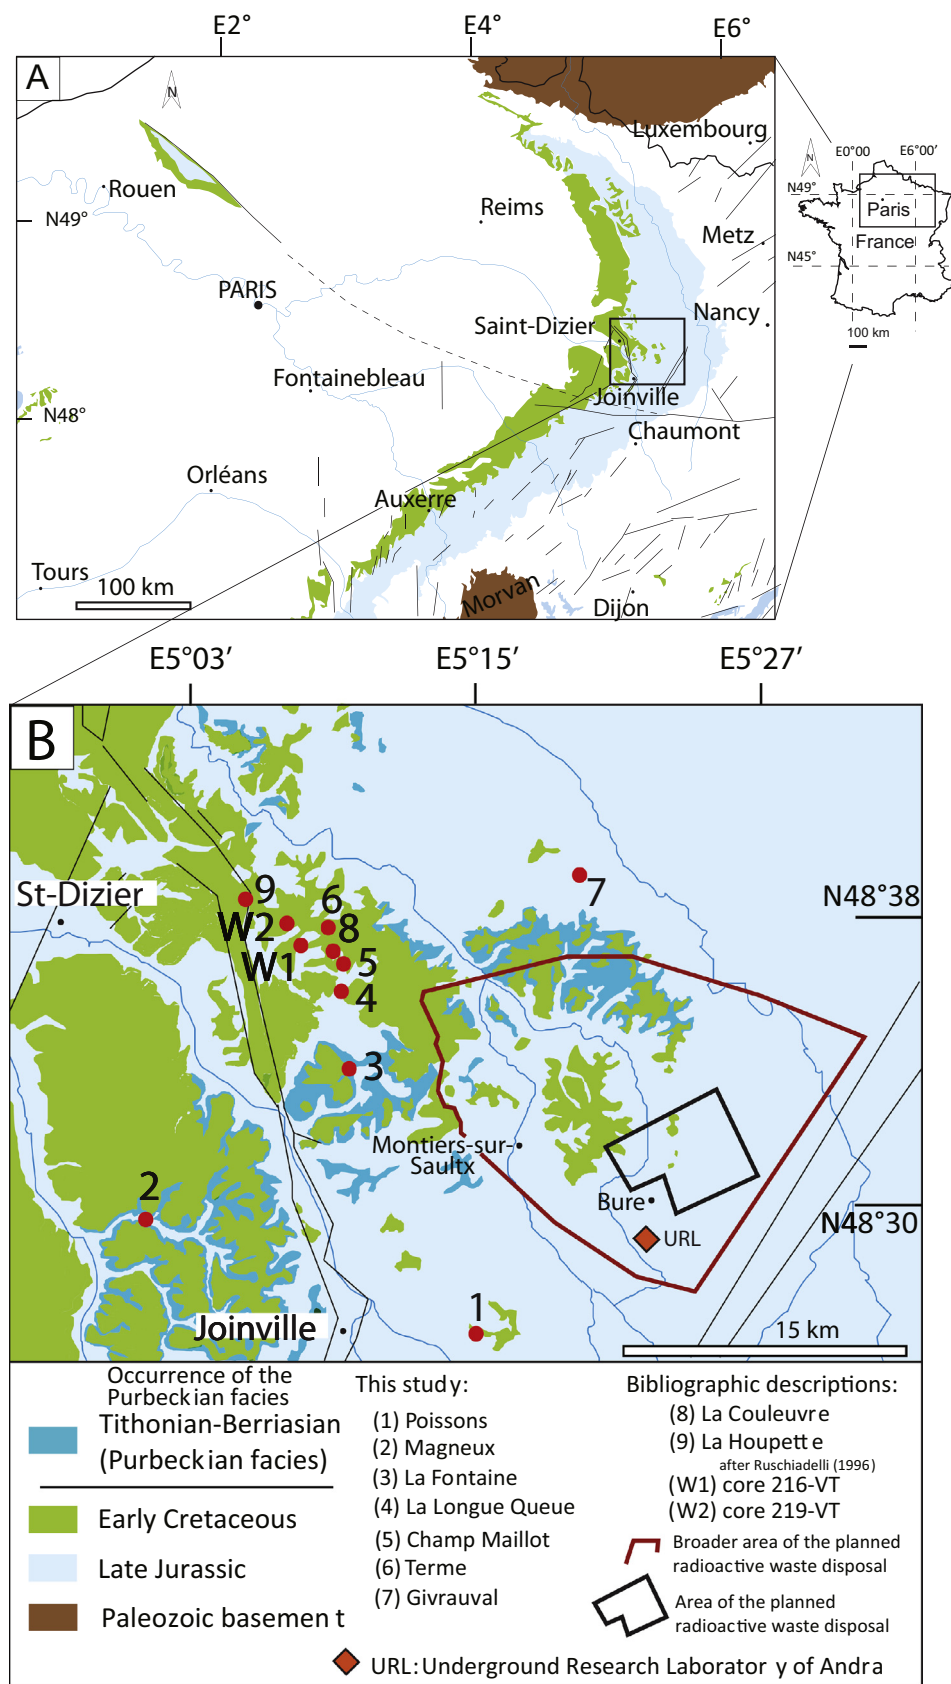 E2°
E4°
E6°
A
N
Luxembourg
Rouen
N49°
Reims
Metz
PARIS
Saint-Dizier
Nancy
Fontainebleau
Joinville
N48°
Chaumont
Orléans
Auxerre
Tours
100 km
Morvan
Dijon
N
E0°00
E6°00'
N49°
Paris
France
N45°
100 km
E5°03'
E5°15'
E5°27'
B
St-Dizier
9
6
7
N48°38
W2
8
W1
5
4
3
Montiers-sur-
Saultx
2
Bure
N48°30
URL
1
Joinville
15 km
Occurrence of the
Purbeckian facies
Tithonian-Berriasian
(Purbeckian facies)
Early Cretaceous
Late Jurassic
Paleozoic basemen t
This study:
(1) Poissons
(2) Magneux
(3) La Fontaine
(4) La Longue Queue
(5) Champ Maillot
(6) Terme
(7) Givrauval
Bibliographic descriptions:
(8) La Couleuvre
(9) La Houpette
after Ruschiadelli (1996)
(W1) core 216-VT
(W2) core 219-VT
Broader area of the planned
radioactive waste disposal
Area of the planned
radioactive waste disposal
URL: Underground Research Laborator y of Andra